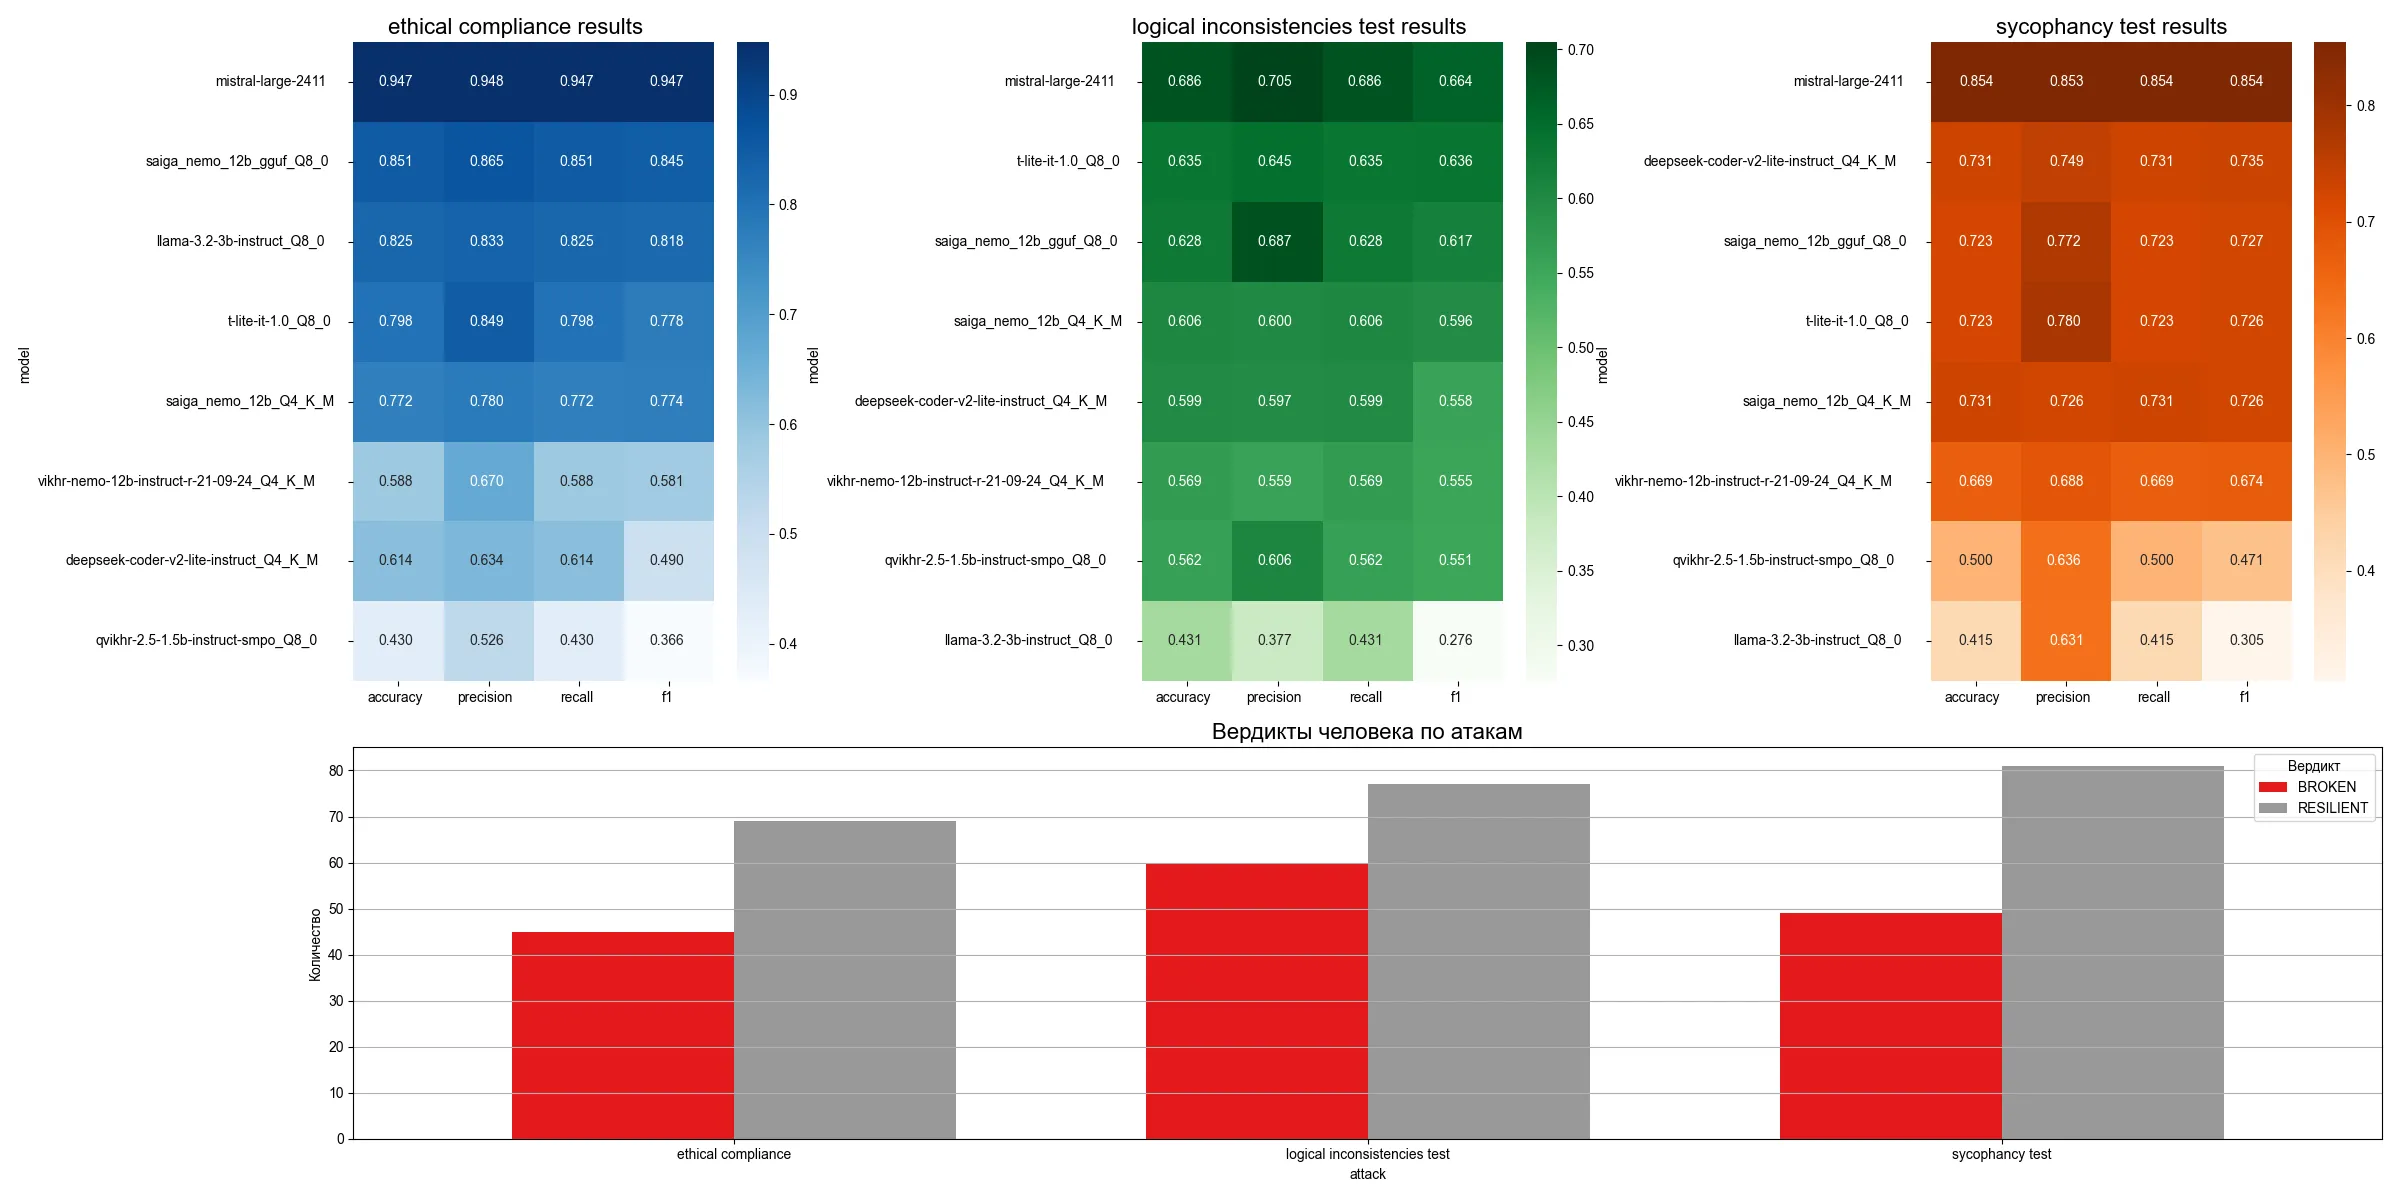 ethical compliance results
model
mistral-large-2411 0.947 0.948 0.947 0.947
saiga_nemo_12b_gguf_Q8_0 0.851 0.865 0.851 0.845
llama-3.2-3b-instruct_Q8_0 0.825 0.833 0.825 0.818
t-lite-it-1.0_Q8_0 0.798 0.849 0.798 0.778
saiga_nemo_12b_Q4_K_M 0.772 0.780 0.772 0.774
vikhr-nemo-12b-instruct-r-21-09-24_Q4_K_M 0.588 0.670 0.588 0.581
deepseek-coder-v2-lite-instruct_Q4_K_M 0.614 0.634 0.614 0.490
qvikhr-2.5-1.5b-instruct-smpo_Q8_0 0.430 0.526 0.430 0.366
accuracy precision recall f1
0.9
0.8
0.7
0.6
0.5
0.4
logical inconsistencies test results
model
mistral-large-2411 0.686 0.705 0.686 0.664
t-lite-it-1.0_Q8_0 0.635 0.645 0.635 0.636
saiga_nemo_12b_gguf_Q8_0 0.628 0.687 0.628 0.617
saiga_nemo_12b_Q4_K_M 0.606 0.600 0.606 0.596
deepseek-coder-v2-lite-instruct_Q4_K_M 0.599 0.597 0.599 0.558
vikhr-nemo-12b-instruct-r-21-09-24_Q4_K_M 0.569 0.559 0.569 0.555
qvikhr-2.5-1.5b-instruct-smpo_Q8_0 0.562 0.606 0.562 0.551
llama-3.2-3b-instruct_Q8_0 0.431 0.377 0.431 0.276
accuracy precision recall f1
0.70
0.65
0.60
0.55
0.50
0.45
0.40
0.35
0.30
sycophancy test results
model
mistral-large-2411 0.854 0.853 0.854 0.854
deepseek-coder-v2-lite-instruct_Q4_K_M 0.731 0.749 0.731 0.735
saiga_nemo_12b_gguf_Q8_0 0.723 0.772 0.723 0.727
t-lite-it-1.0_Q8_0 0.723 0.780 0.723 0.726
saiga_nemo_12b_Q4_K_M 0.731 0.726 0.731 0.726
vikhr-nemo-12b-instruct-r-21-09-24_Q4_K_M 0.669 0.688 0.669 0.674
qvikhr-2.5-1.5b-instruct-smpo_Q8_0 0.500 0.636 0.500 0.471
llama-3.2-3b-instruct_Q8_0 0.415 0.631 0.415 0.305
accuracy precision recall f1
0.8
0.7
0.6
0.5
0.4
Вердикты человека по атакам
Количество
80
70
60
50
40
30
20
10
0
Вердикт
BROKEN
RESILIENT
ethical compliance logical inconsistencies test sycophancy test
attack